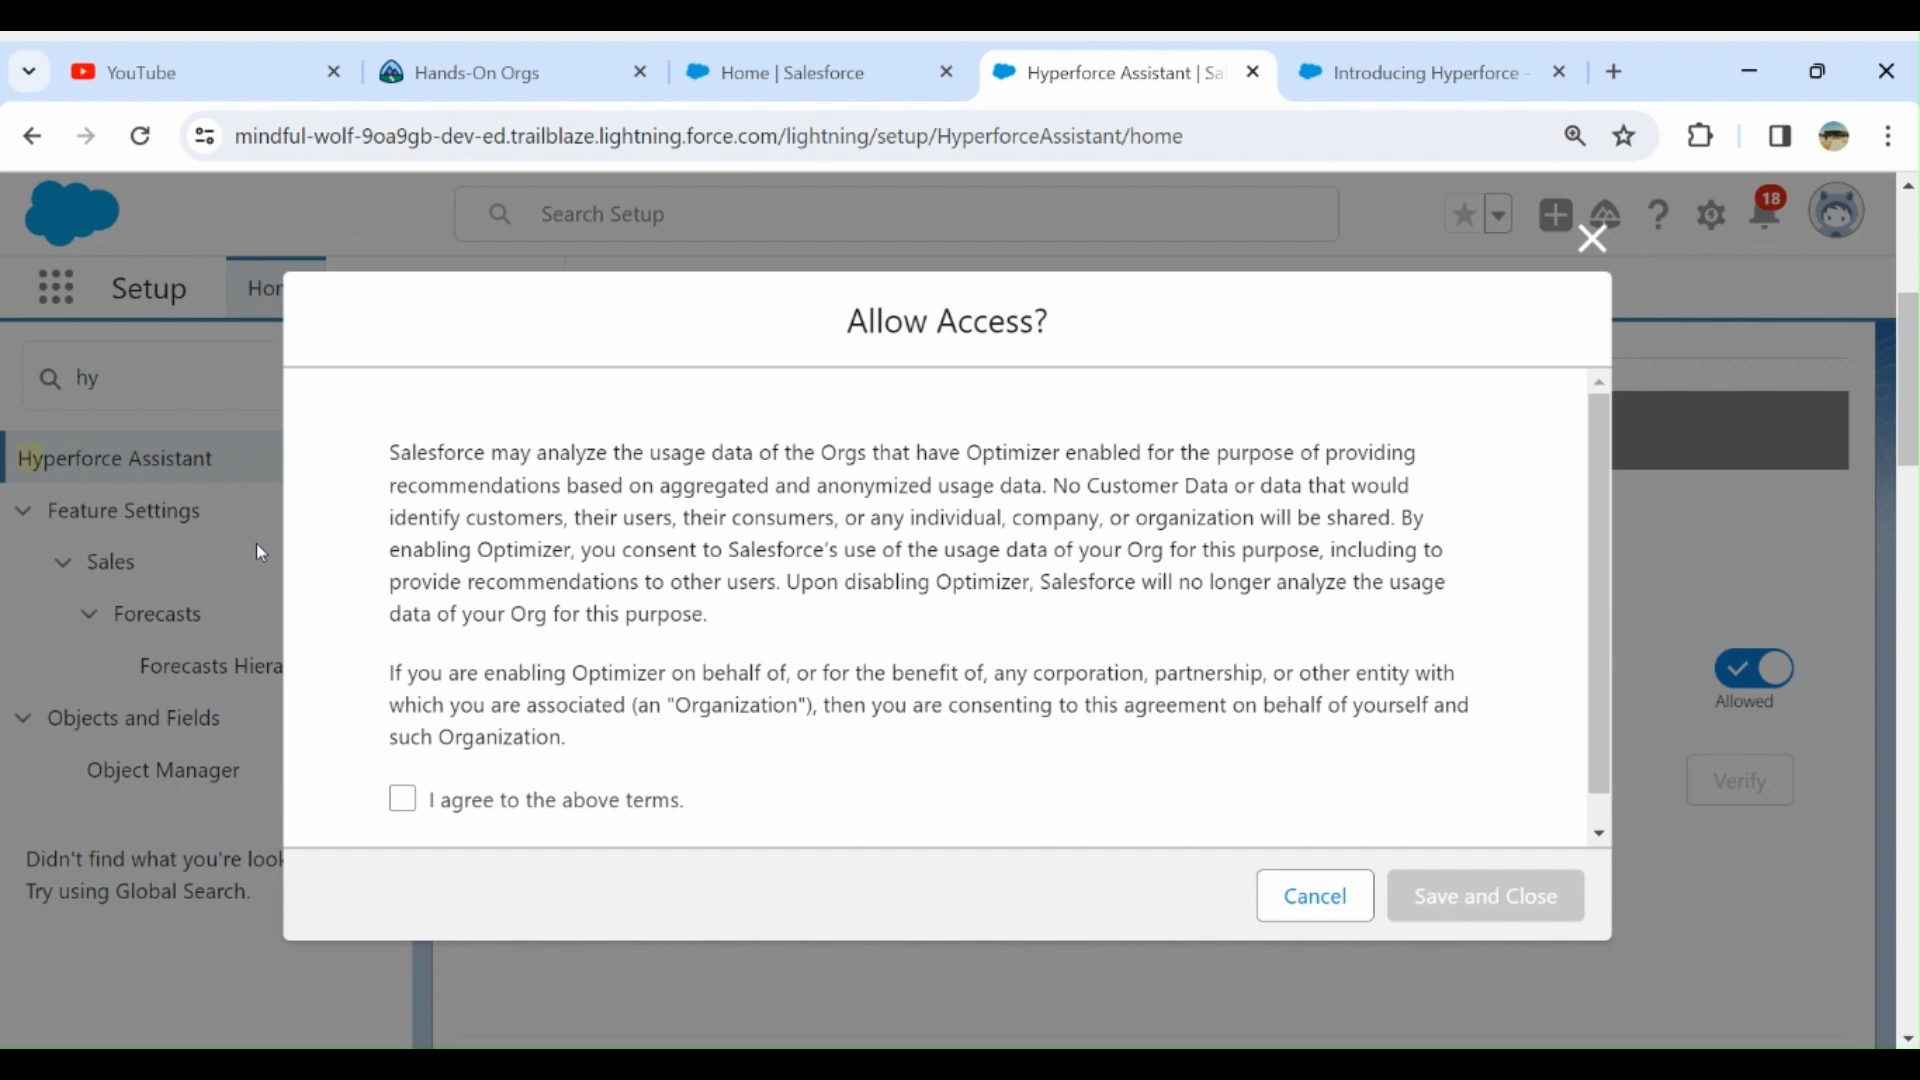 YouTube
Hands-On Orgs
Home | Salesforce
Hyperforce Assistant | Sa
Introducing Hyperforce -
mindful-wolf-9oa9gb-dev-ed.trailblaze.lightning.force.com/lightning/setup/HyperforceAssistant/home
Search Setup
18
Setup
Hor
Allow Access?
hy
Hyperforce Assistant
Feature Settings
Sales
Forecasts
Forecasts Hiera
Objects and Fields
Object Manager
Didn't find what you're look
Try using Global Search.
Salesforce may analyze the usage data of the Orgs that have Optimizer enabled for the purpose of providing
recommendations based on aggregated and anonymized usage data. No Customer Data or data that would
identify customers, their users, their consumers, or any individual, company, or organization will be shared. By
enabling Optimizer, you consent to Salesforce's use of the usage data of your Org for this purpose, including to
provide recommendations to other users. Upon disabling Optimizer, Salesforce will no longer analyze the usage
data of your Org for this purpose.
If you are enabling Optimizer on behalf of, or for the benefit of, any corporation, partnership, or other entity with
which you are associated (an "Organization"), then you are consenting to this agreement on behalf of yourself and
such Organization.
I agree to the above terms.
Cancel
Save and Close
Allowed
Verify